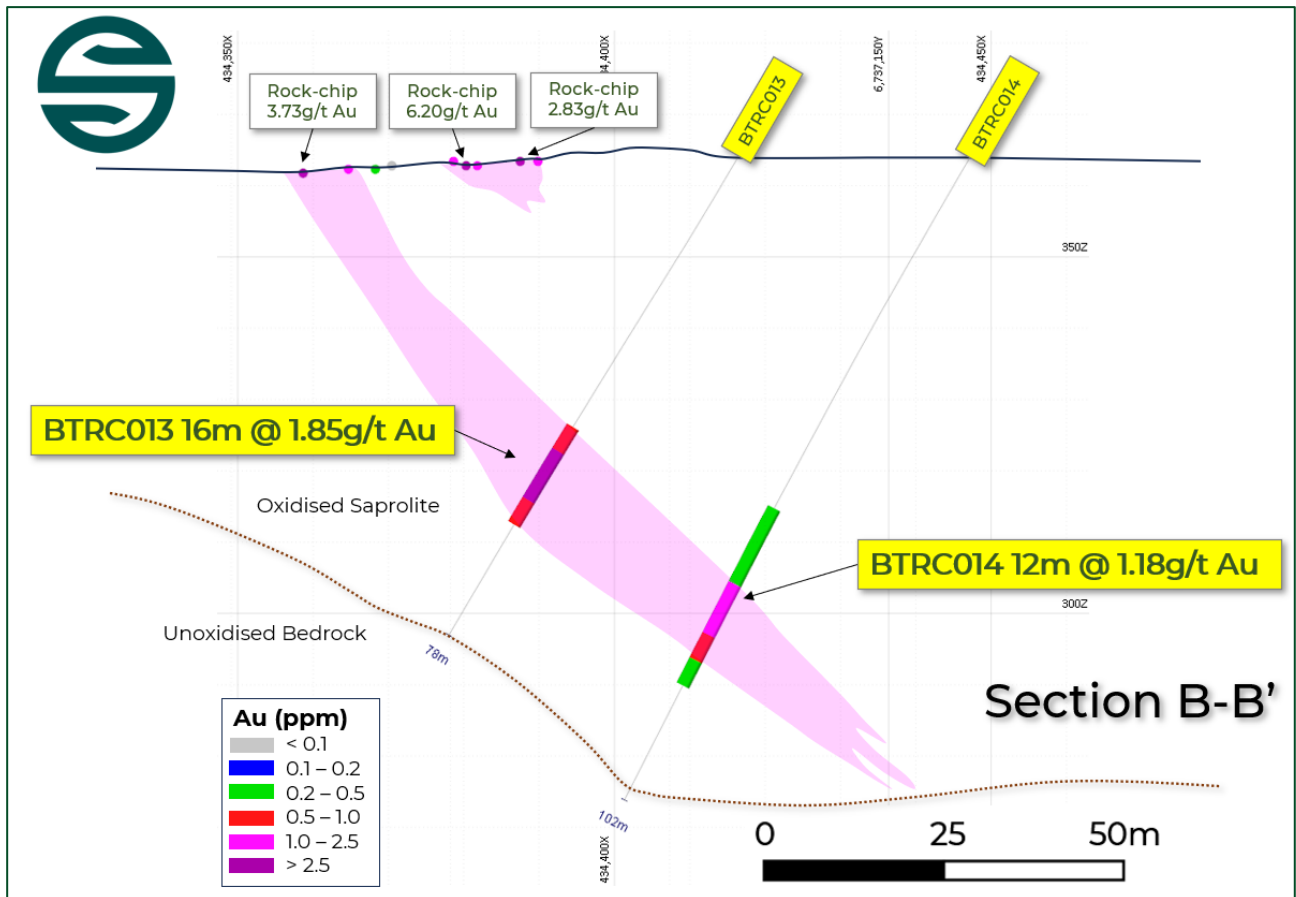 434,350X
434,400X
6,737,150Y
434,450X
Rock-chip
3.73g/t Au
Rock-chip
6.20g/t Au
Rock-chip
2.83g/t Au
BTRC013
BTRC014
350Z
BTRC013 16m @ 1.85g/t Au
Oxidised Saprolite
BTRC014 12m @ 1.18g/t Au
300Z
Unoxidised Bedrock
78m
Section B-B’
Au (ppm)
< 0.1
0.1 – 0.2
0.2 – 0.5
0.5 – 1.0
1.0 – 2.5
> 2.5
102m
434,400X
0 25 50m